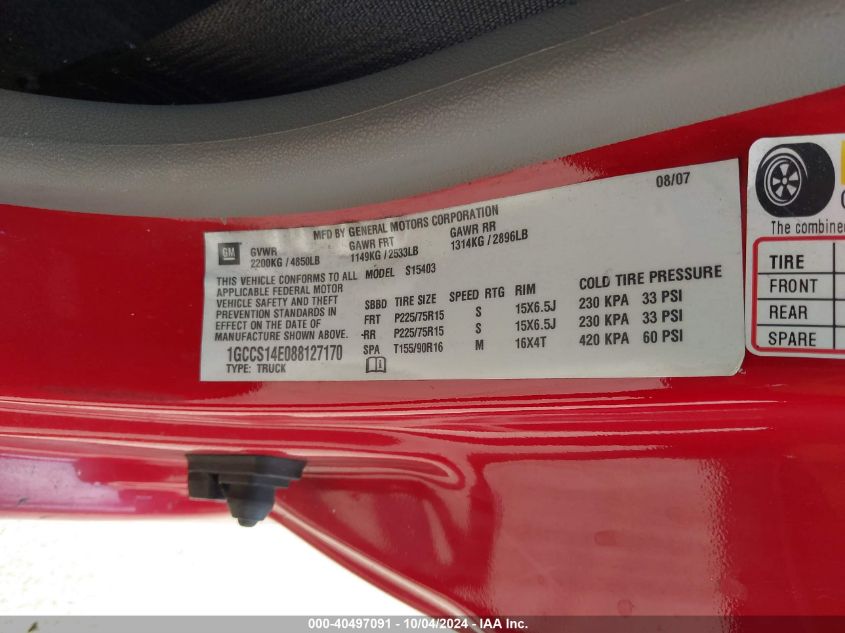 08/07
GM
MFD BY GENERAL MOTORS CORPORATION
GVWR GAWR FRT GAWR RR
2200KG / 4850LB 1149KG / 2533LB 1314KG / 2896LB
THIS VEHICLE CONFORMS TO ALL MODEL S15403
APPLICABLE FEDERAL MOTOR
VEHICLE SAFETY AND THEFT
PREVENTION STANDARDS IN
EFFECT ON THE DATE OF
MANUFACTURE SHOWN ABOVE.
1GCCS14E088127170
TYPE: TRUCK
SBBD TIRE SIZE SPEED RTG RIM COLD TIRE PRESSURE
FRT P225/75R15 S 15X6.5J 230 KPA 33 PSI
RR P225/75R15 S 15X6.5J 230 KPA 33 PSI
SPA T155/90R16 M 16X4T 420 KPA 60 PSI
The combined
TIRE
FRONT
REAR
SPARE
000-40497091 - 10/04/2024 - IAA Inc.